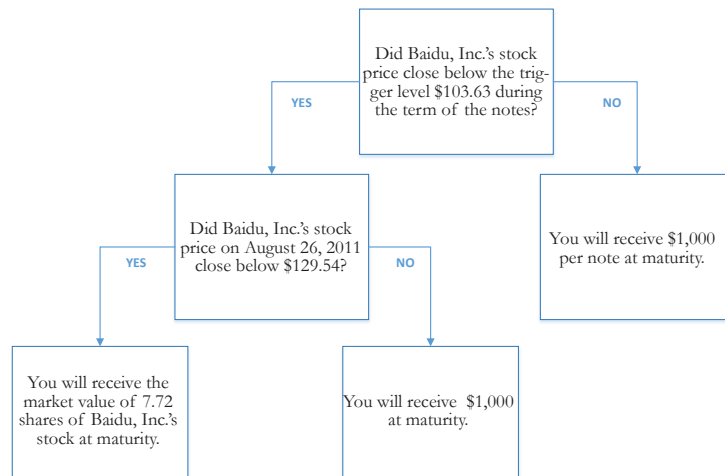 Did Baidu, Inc.'s stock
price close below the trig-
ger level $103.63 during
the term of the notes?
YES
NO
Did Baidu, Inc.'s stock
price on August 26, 2011
close below $129.54?
You will receive $1,000
per note at maturity.
YES
NO
You will receive the
market value of 7.72
shares of Baidu, Inc.'s
stock at maturity.
You will receive $1,000
at maturity.